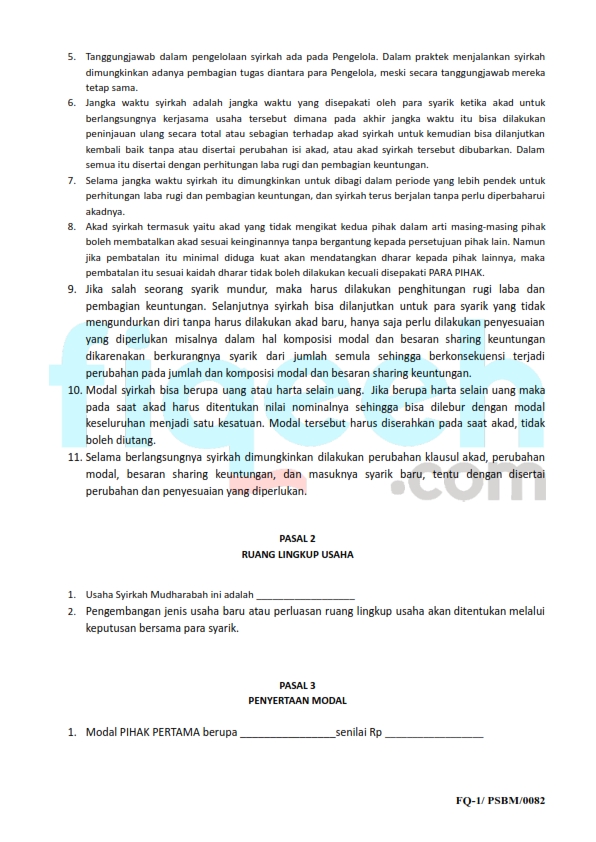 5. Tanggungjawab dalam pengelolaan syirkah ada pada Pengelola. Dalam praktek menjalankan syirkah
dimungkinkan adanya pembagian tugas diantara para Pengelola, meski secara tanggungjawab mereka
tetap sama.
6. Jangka waktu syirkah adalah jangka waktu yang disepakati oleh para syarik ketika akad untuk
berlangsungnya kerjasama usaha tersebut dimana pada akhir jangka waktu itu bisa dilakukan
peninjauan ulang secara total atau sebagian terhadap akad syirkah untuk kemudian bisa dilanjutkan
kembali baik tanpa atau disertai perubahan isi akad, atau akad syirkah tersebut dibubarkan. Dalam
semua itu disertai dengan perhitungan laba rugi dan pembagian keuntungan.
7. Selama jangka waktu syirkah itu dimungkinkan untuk dibagi dalam periode yang lebih pendek untuk
perhitungan laba rugi dan pembagian keuntungan, dan syirkah terus berjalan tanpa perlu diperbaharui
akadnya.
8. Akad syirkah termasuk yaitu akad yang tidak mengikat kedua pihak dalam arti masing-masing pihak
boleh membatalkan akad sesuai keinginannya tanpa bergantung kepada persetujuan pihak lain. Namun
jika pembatalan itu minimal diduga kuat akan mendatangkan dharar kepada pihak lainnya, maka
pembatalan itu sesuai kaidah dharar tidak boleh dilakukan kecuali disepakati PARA PIHAK.
9. Jika salah seorang syarik mundur, maka harus dilakukan penghitungan rugi laba dan
pembagian keuntungan. Selanjutnya syirkah bisa dilanjutkan untuk para syarik yang tidak
mengundurkan diri tanpa harus dilakukan akad baru, hanya saja perlu dilakukan penyesuaian
yang diperlukan misalnya dalam hal komposisi modal dan besaran sharing keuntungan
dikarenakan berkurangnya syarik dari jumlah semula sehingga berkonsekuensi terjadi
perubahan pada jumlah dan komposisi modal dan besaran sharing keuntungan.
10. Modal syirkah bisa berupa uang atau harta selain uang. Jika berupa harta selain uang maka
pada saat akad harus ditentukan nilai nominalnya sehingga bisa dilebur dengan modal
keseluruhan menjadi satu kesatuan. Modal tersebut harus diserahkan pada saat akad, tidak
boleh diutang.
11. Selama berlangsungnya syirkah dimungkinkan dilakukan perubahan klausul akad, perubahan
modal, besaran sharing keuntungan, dan masuknya syarik baru, tentu dengan disertai
perubahan dan penyesuaian yang diperlukan.
fiqeeh
.com
PASAL 2
RUANG LINGKUP USAHA
1. Usaha Syirkah Mudharabah ini adalah __________________
2. Pengembangan jenis usaha baru atau perluasan ruang lingkup usaha akan ditentukan melalui
keputusan bersama para syarik.
PASAL 3
PENYERTAAN MODAL
1. Modal PIHAK PERTAMA berupa _________________senilai Rp __________________
FQ-1/ PSBM/0082